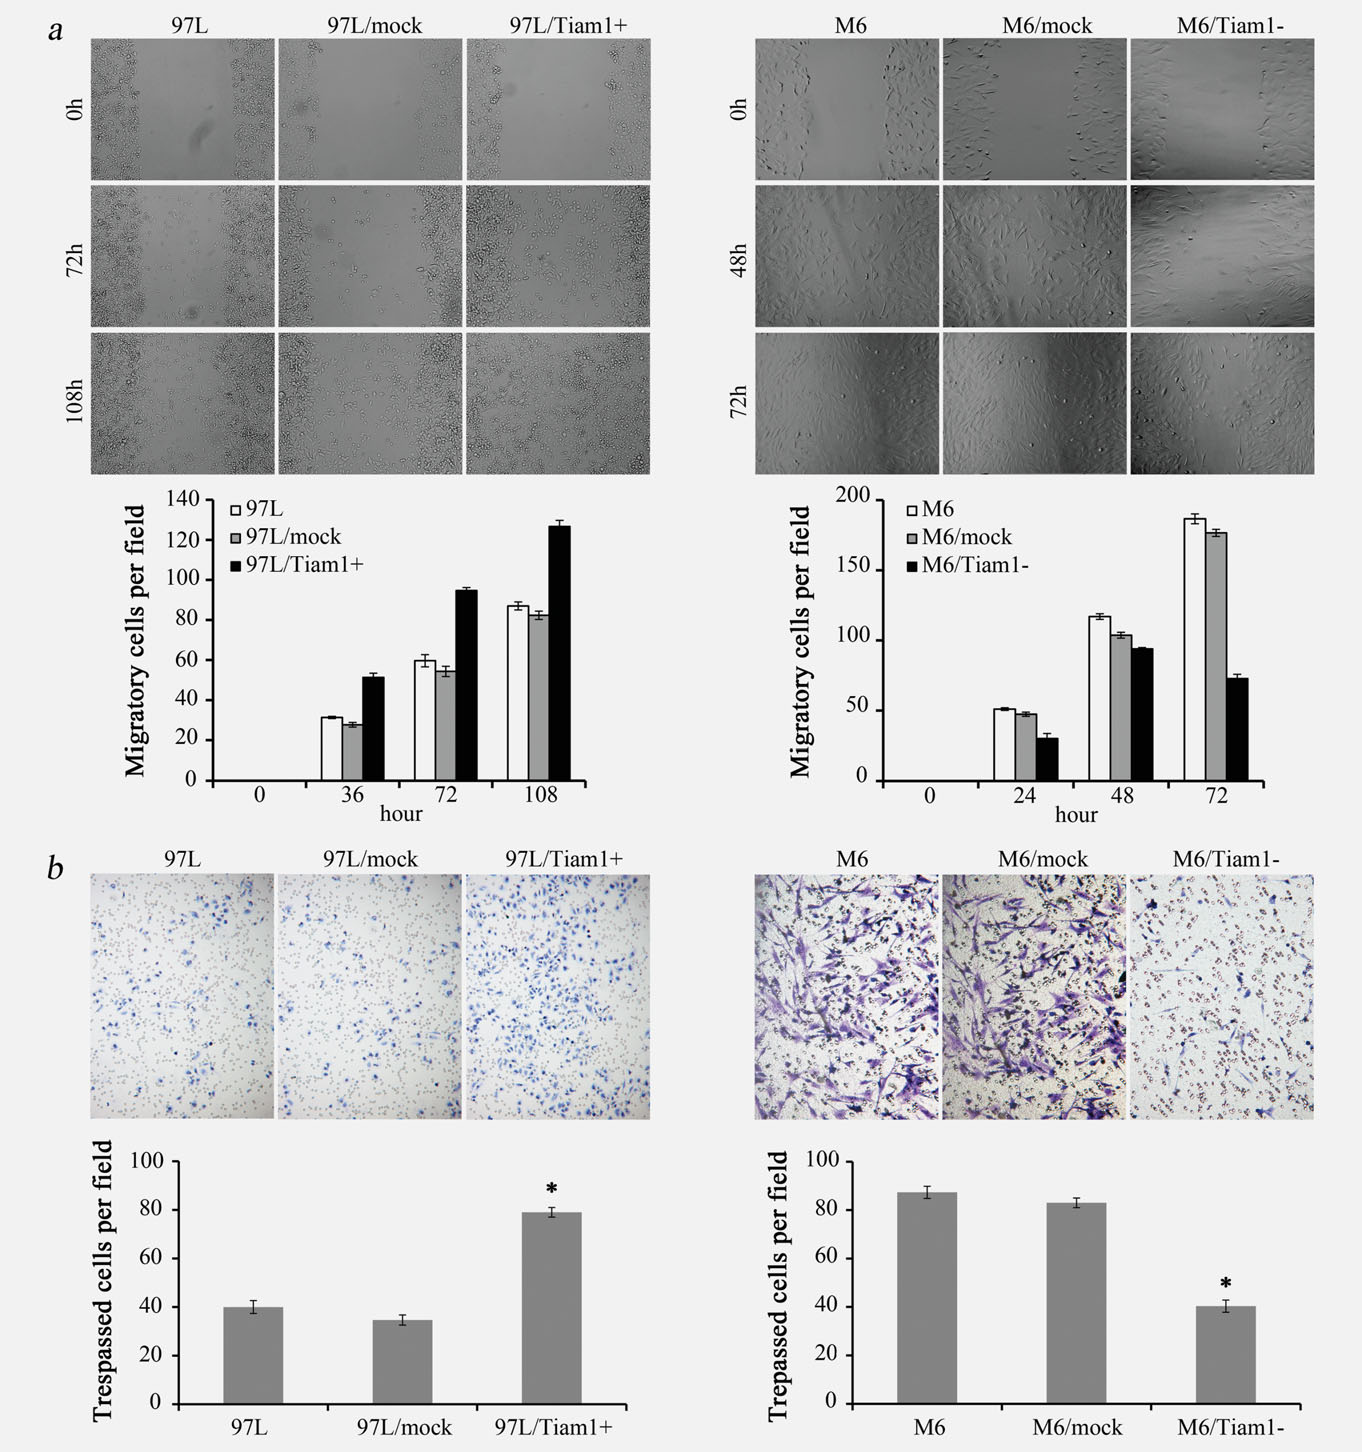 a
97L 97L/mock 97L/Tiam1+
M6 M6/mock M6/Tiam1-
0h
72h
108h
0h
48h
72h
Migratory cells per field
140
120
100
80
60
40
20
0
97L
97L/mock
97L/Tiam1+
0 36 72 108
hour
Migratory cells per field
200
150
100
50
0
M6
M6/mock
M6/Tiam1-
0 24 48 72
hour
b
97L 97L/mock 97L/Tiam1+
M6 M6/mock M6/Tiam1-
Trespassed cells per field
100
80
60
40
20
0
*
97L 97L/mock 97L/Tiam1+
Trepassed cells per field
100
80
60
40
20
0
*
M6 M6/mock M6/Tiam1-